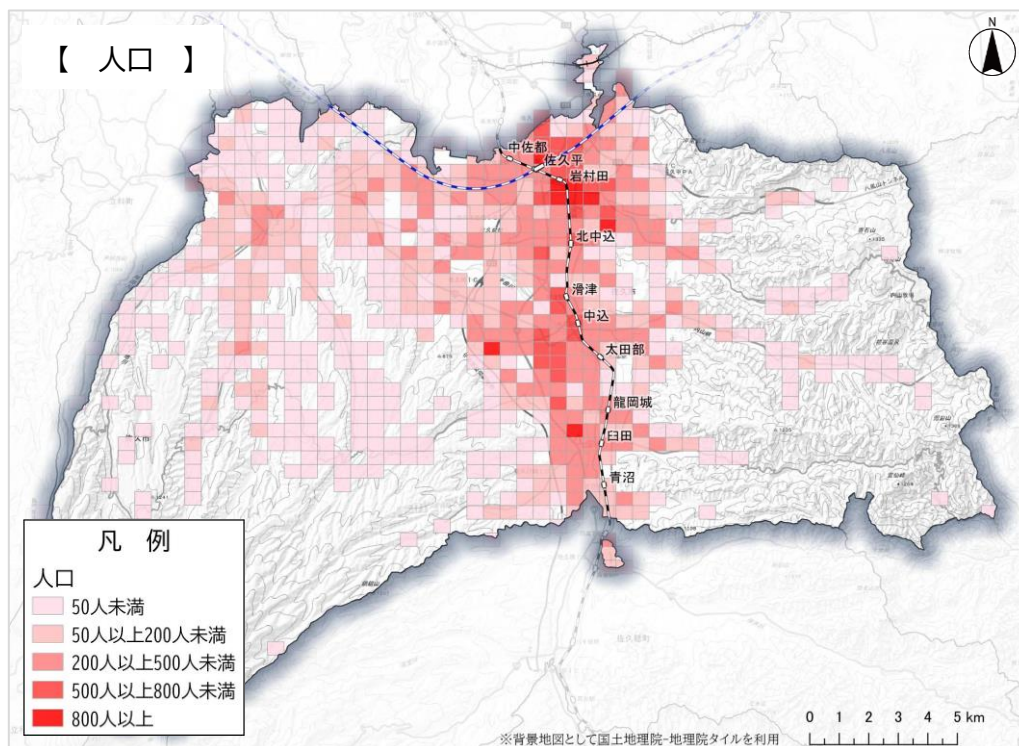 【 人口 】
N
中佐都
佐久平
岩村田
北中込
滑津
中込
太田部
龍岡城
臼田
青沼
凡 例
人口
50人未満
50人以上200人未満
200人以上500人未満
500人以上800人未満
800人以上
0 1 2 3 4 5 km
※背景地図として国土地理院-地理院タイルを利用